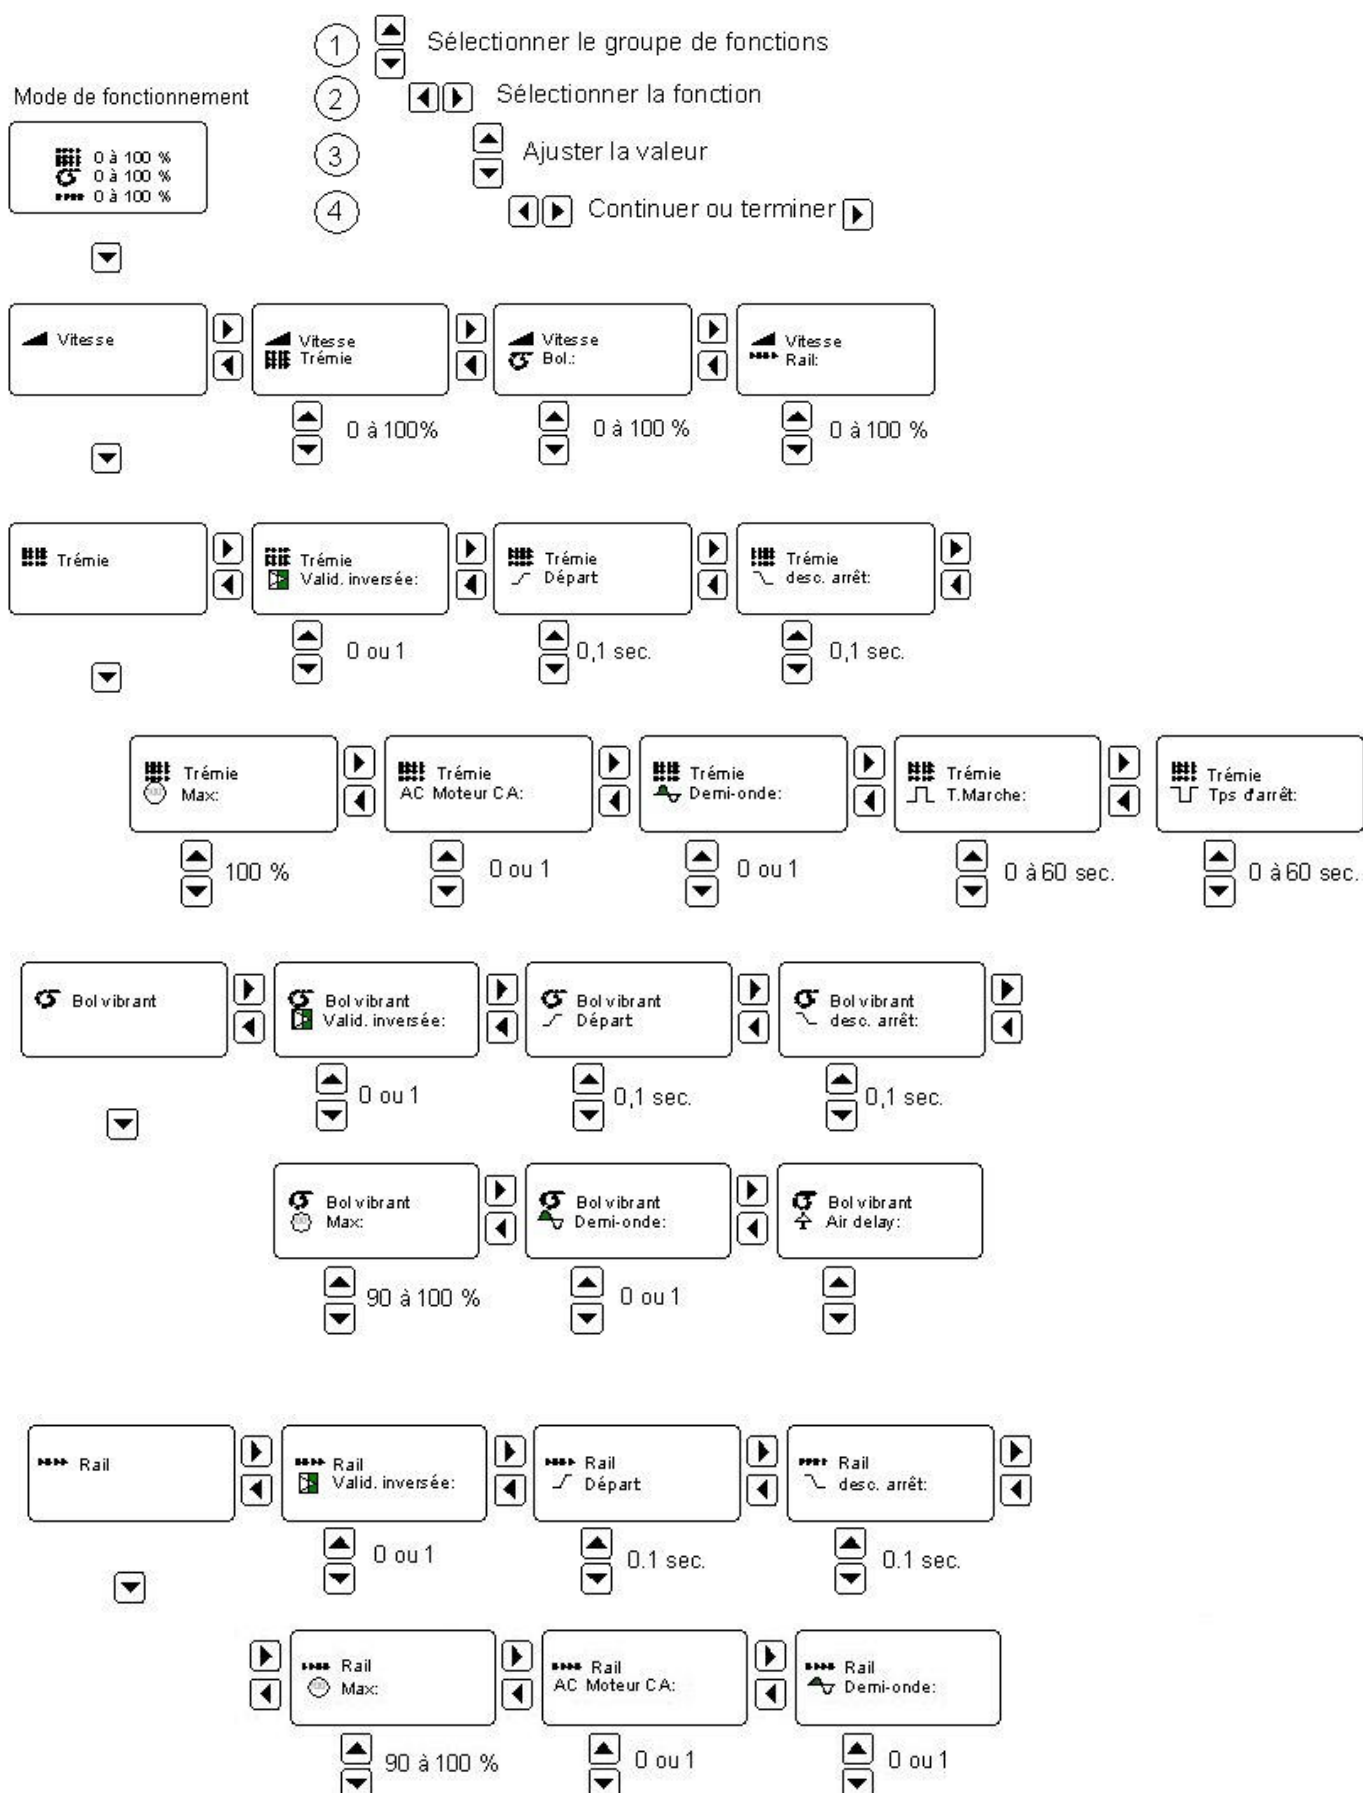 1 Sélectionner le groupe de fonctions
Mode de fonctionnement
2 Sélectionner la fonction
0 à 100 %
0 à 100 %
0 à 100 %
3 Ajuster la valeur
4 Continuer ou terminer
Vitesse
Vitesse
Trémie
Vitesse
Bol.:
Vitesse
Rail:
0 à 100%
0 à 100 %
0 à 100 %
Trémie
Trémie
Valid. inversée:
Trémie
Départ
Trémie
desc. arrêt:
0 ou 1
0,1 sec.
0,1 sec.
Trémie
Max:
Trémie
AC Moteur CA:
Trémie
Demi-onde:
Trémie
T.Marche:
Trémie
Tps d'arrêt:
100 %
0 ou 1
0 ou 1
0 à 60 sec.
0 à 60 sec.
Bol vibrant
Bol vibrant
Valid. inversée:
Bol vibrant
Départ
Bol vibrant
desc. arrêt:
0 ou 1
0,1 sec.
0,1 sec.
Bol vibrant
Max:
Bol vibrant
Demi-onde:
Bol vibrant
Air delay:
90 à 100 %
0 ou 1
Rail
Rail
Valid. inversée:
Rail
Départ
Rail
desc. arrêt:
0 ou 1
0.1 sec.
0.1 sec.
Rail
Max:
Rail
AC Moteur CA:
Rail
Demi-onde:
90 à 100 %
0 ou 1
0 ou 1